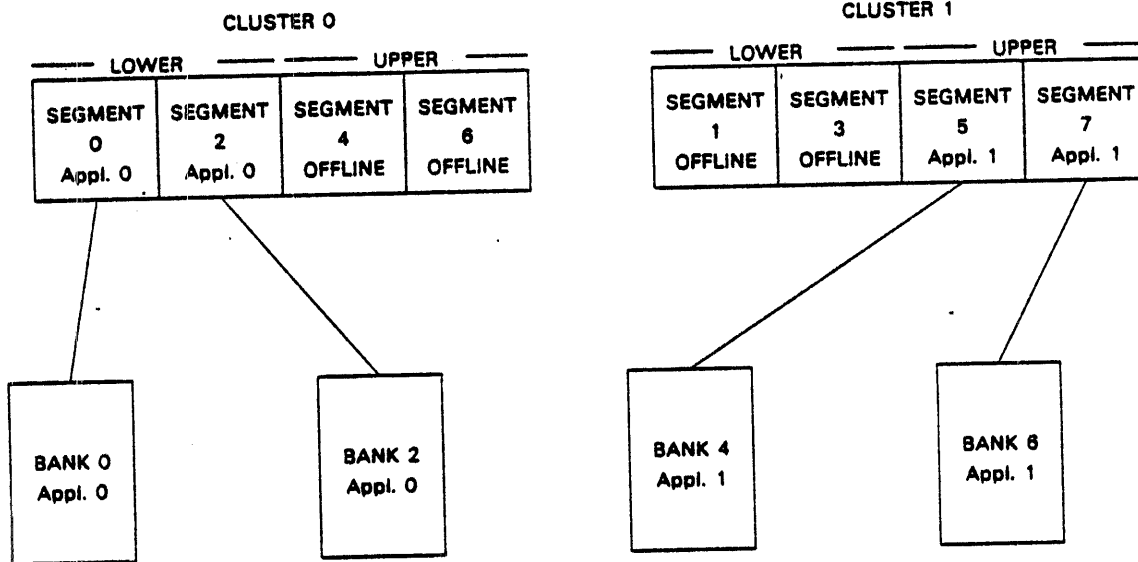 CLUSTER 0
LOWER UPPER
SEGMENT 0 Appl. 0
SEGMENT 2 Appl. 0
SEGMENT 4 OFFLINE
SEGMENT 6 OFFLINE
CLUSTER 1
LOWER UPPER
SEGMENT 1 OFFLINE
SEGMENT 3 OFFLINE
SEGMENT 5 Appl. 1
SEGMENT 7 Appl. 1
BANK 0
Appl. 0
BANK 2
Appl. 0
BANK 4
Appl. 1
BANK 6
Appl. 1